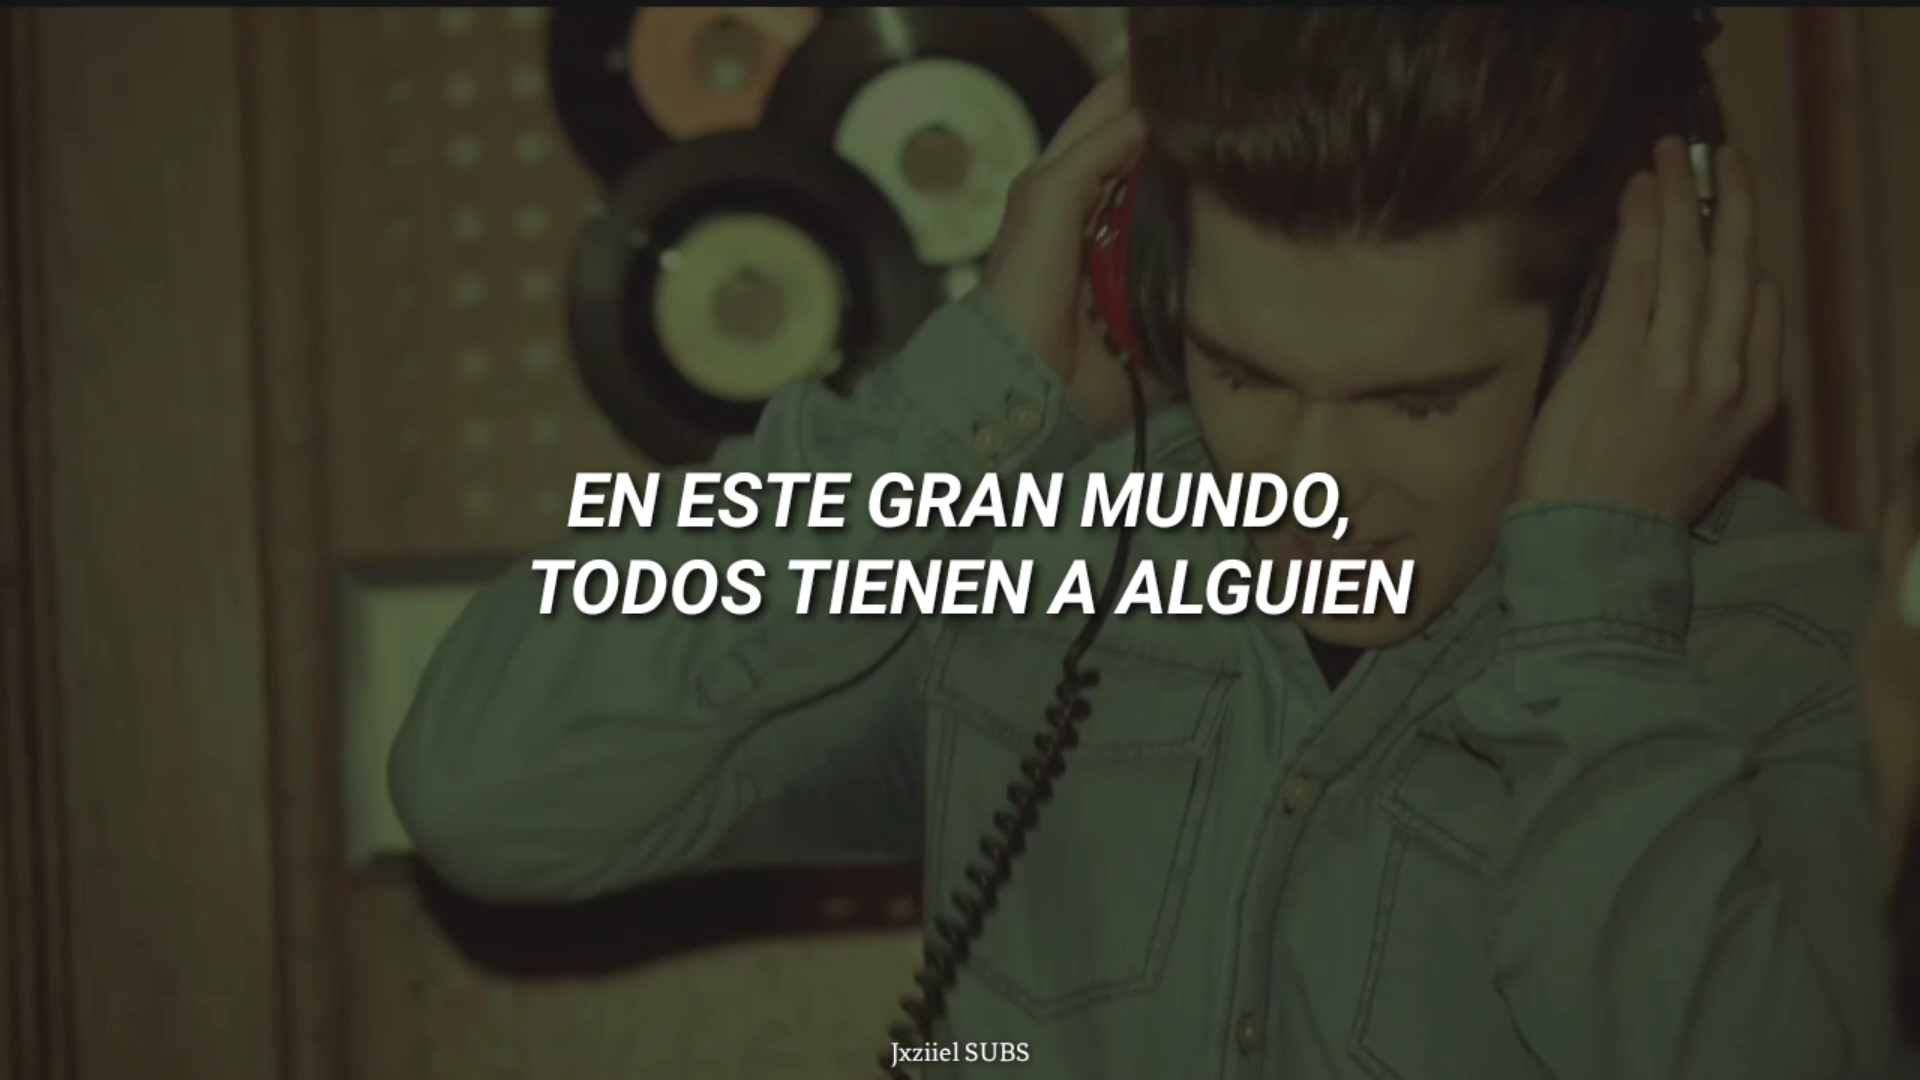 EN ESTE GRAN MUNDO,
TODOS TIENEN A ALGUIEN
Jxziiel SUBS